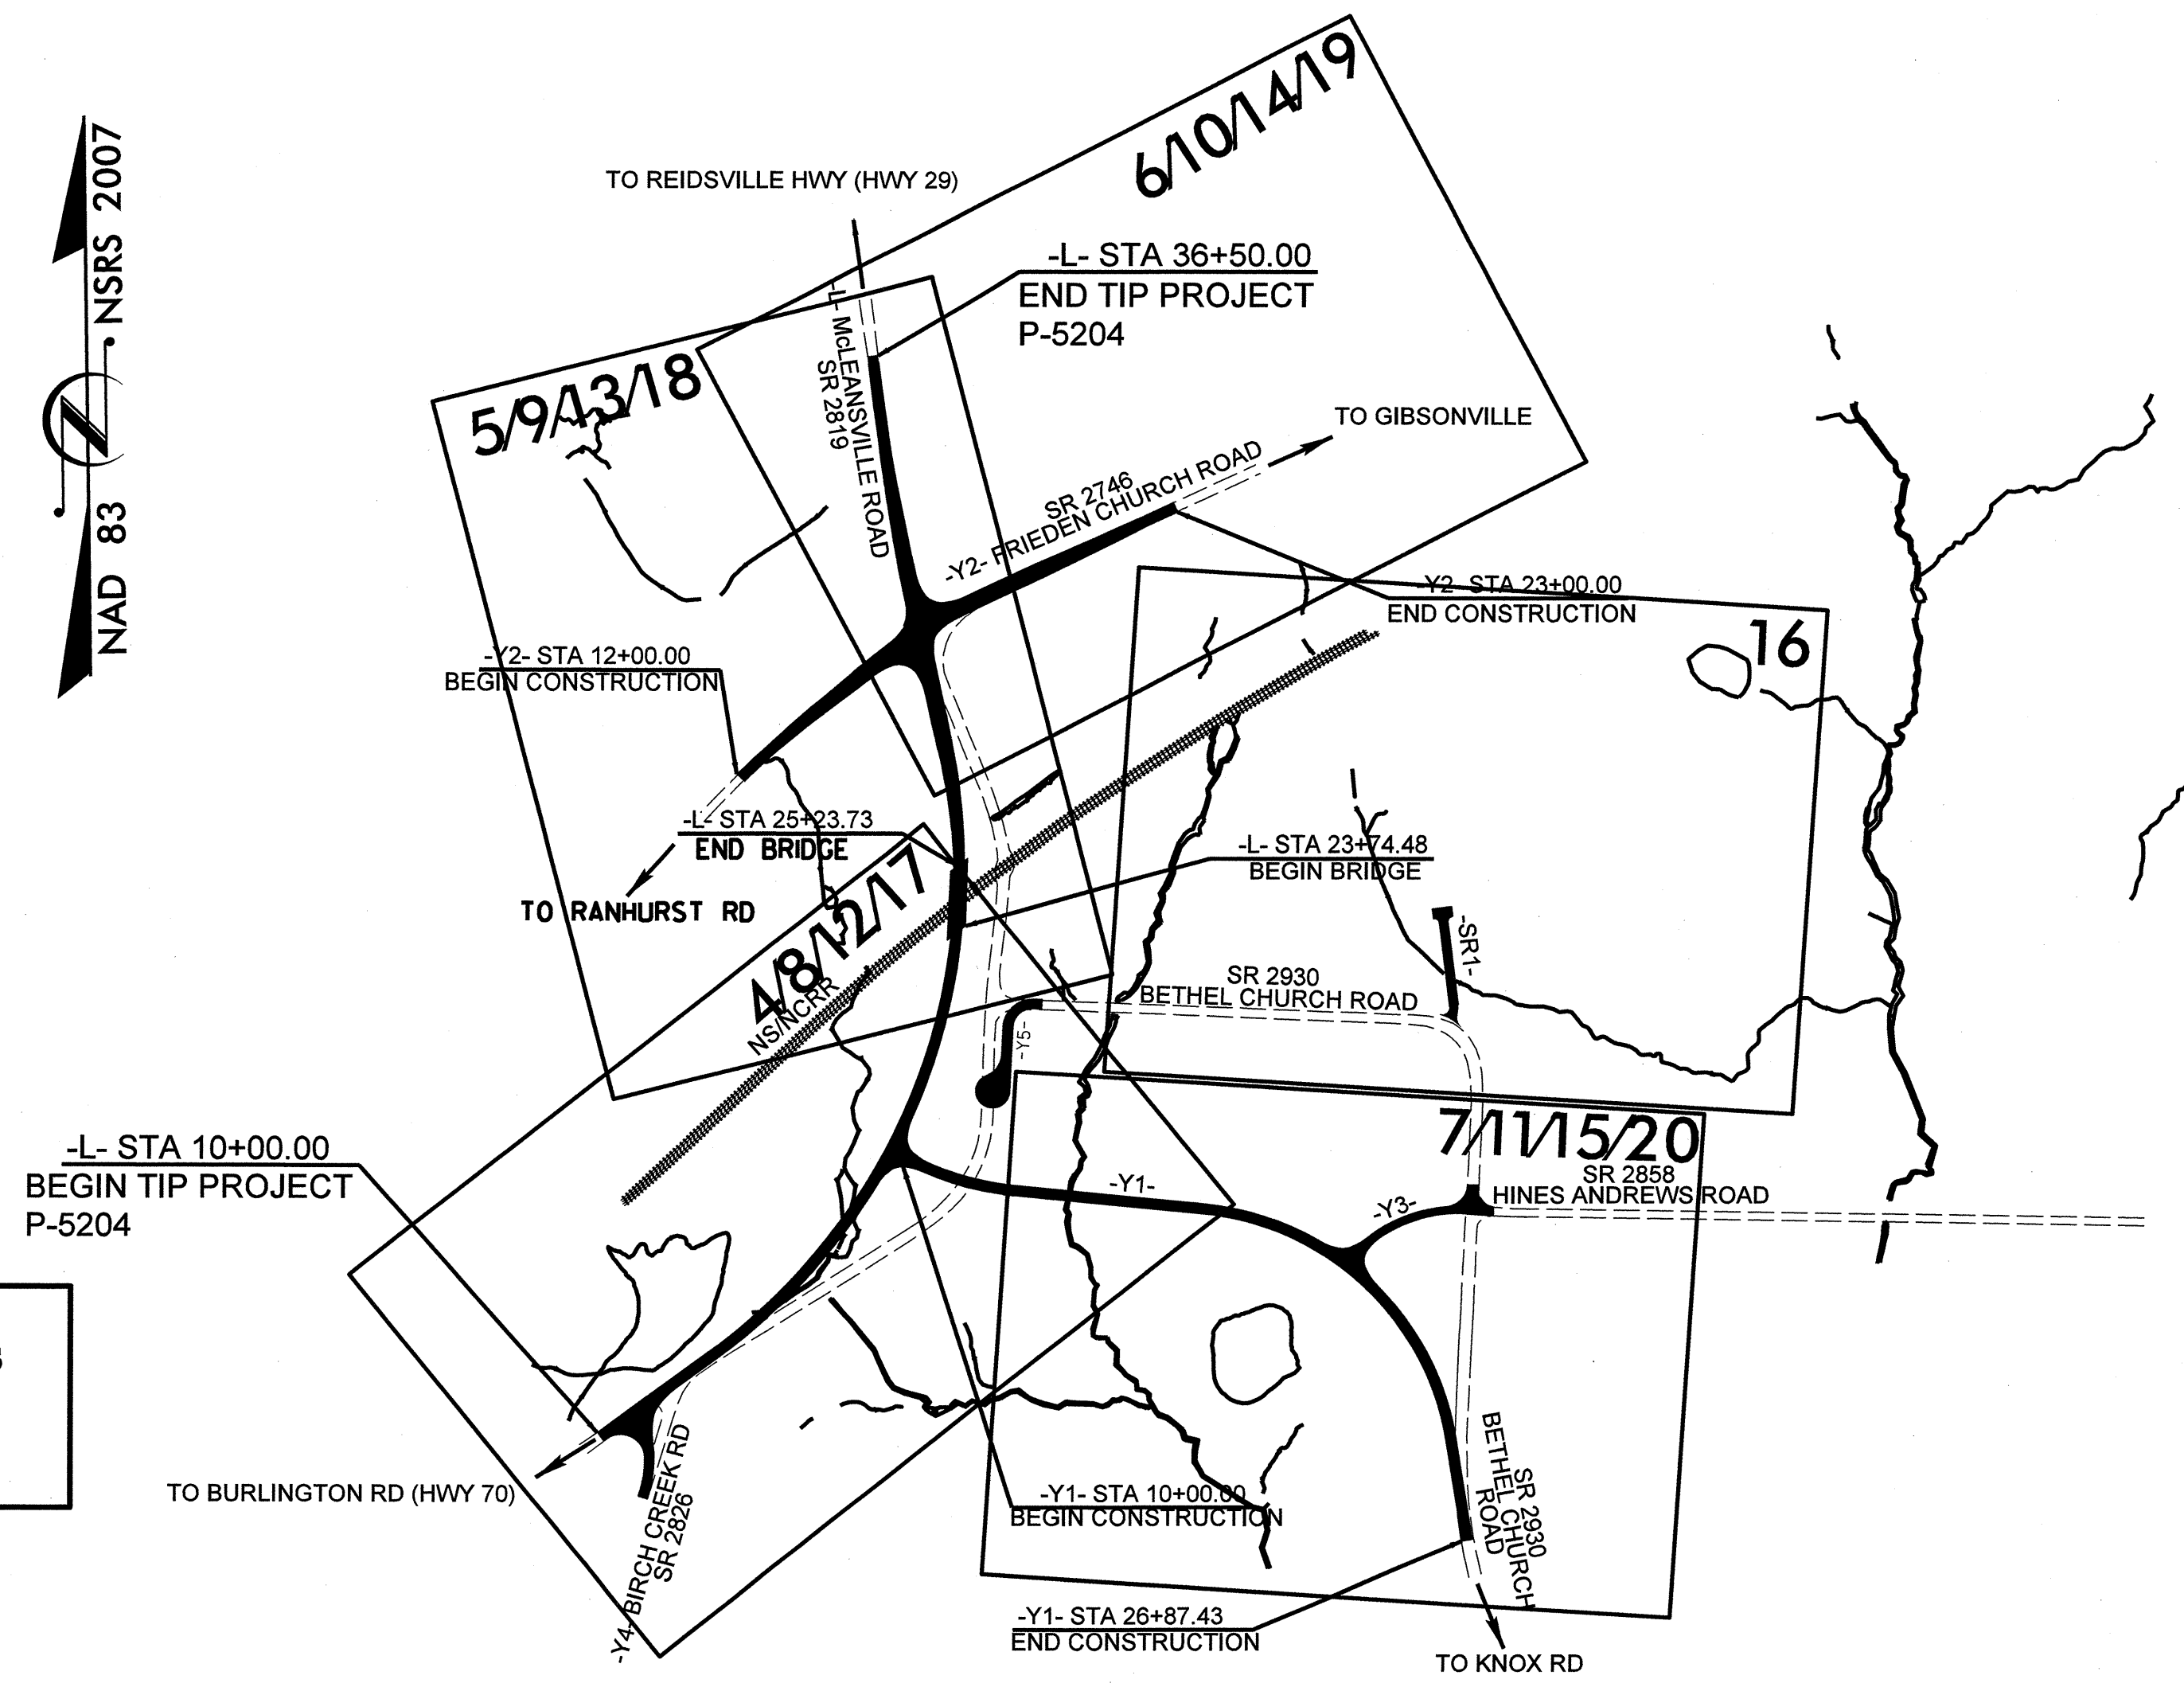 6/10/14/19
TO REIDSVILLE HWY (HWY 29)
NAD 83 NSRS 2007
-L- STA 36+50.00
END TIP PROJECT
P-5204
-L- McLEANSVILLE ROAD
SR 2819
5/9/13/18
TO GIBSONVILLE
SR 2746
-Y2- FRIEDEN CHURCH ROAD
-Y2- STA 23+00.00
END CONSTRUCTION
16
-Y2- STA 12+00.00
BEGIN CONSTRUCTION
-L- STA 25+23.73
END BRIDGE
TO RANHURST RD
-L- STA 23+74.48
BEGIN BRIDGE
4/8/12/17
NS/NCRR
-SR1-
SR 2930
BETHEL CHURCH ROAD
-Y5-
7/11/15/20
SR 2858
HINES ANDREWS ROAD
-L- STA 10+00.00
BEGIN TIP PROJECT
P-5204
-Y1-
-Y3-
TO BURLINGTON RD (HWY 70)
-Y4- BIRCH CREEK RD
SR 2826
-Y1- STA 10+00.00
BEGIN CONSTRUCTION
SR 2930
BETHEL CHURCH
ROAD
-Y1- STA 26+87.43
END CONSTRUCTION
TO KNOX RD